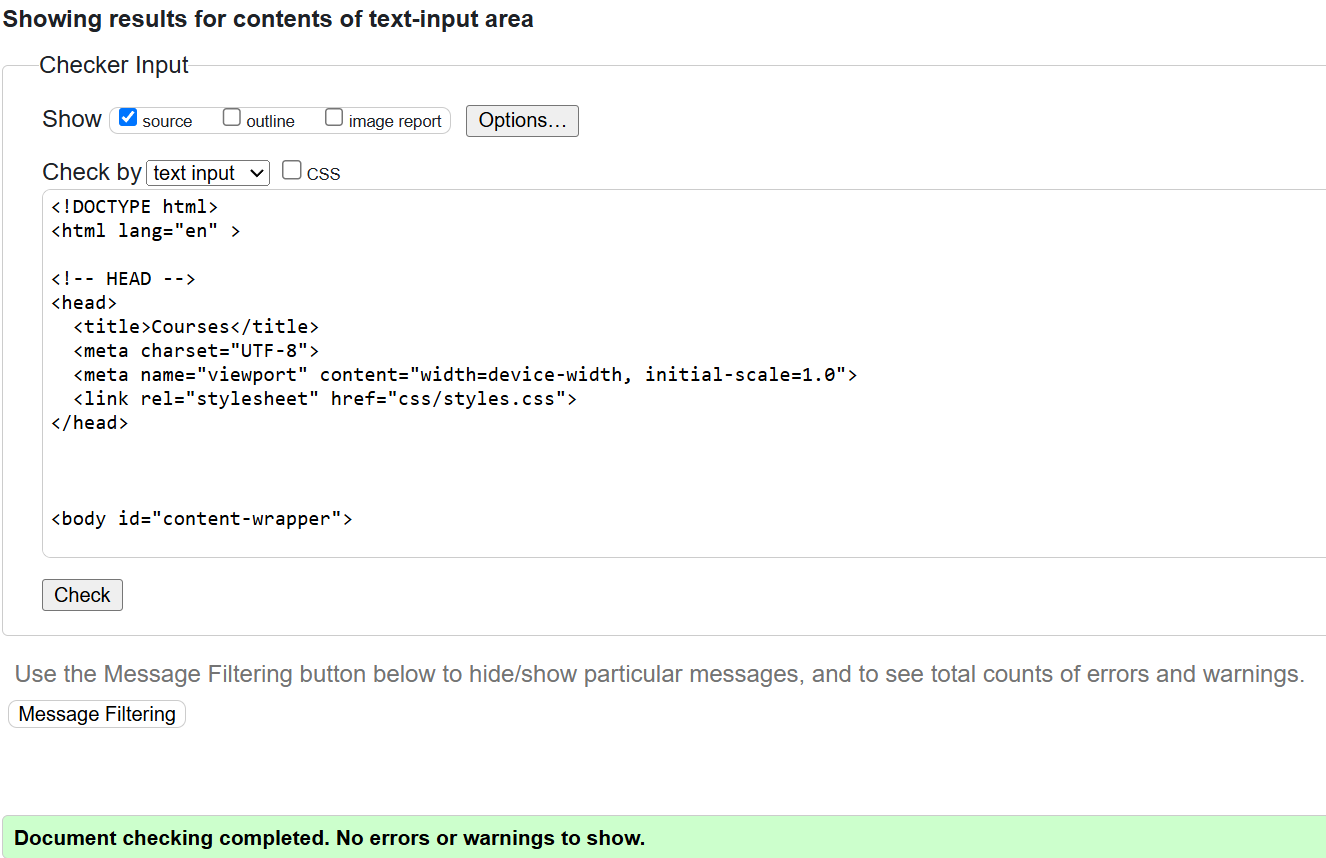 Showing results for contents of text-input area
Checker Input
Show source outline image report Options...
Check by text input CSS
<!DOCTYPE html>
<html lang="en" >
<!-- HEAD -->
<head>
<title>Courses</title>
<meta charset="UTF-8">
<meta name="viewport" content="width=device-width, initial-scale=1.0">
<link rel="stylesheet" href="css/styles.css">
</head>
<body id="content-wrapper">
Check
Use the Message Filtering button below to hide/show particular messages, and to see total counts of errors and warnings.
Message Filtering
Document checking completed. No errors or warnings to show.